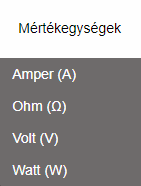 Mértékegységek
Amper (A)
Ohm (Ω)
Volt (V)
Watt (W)